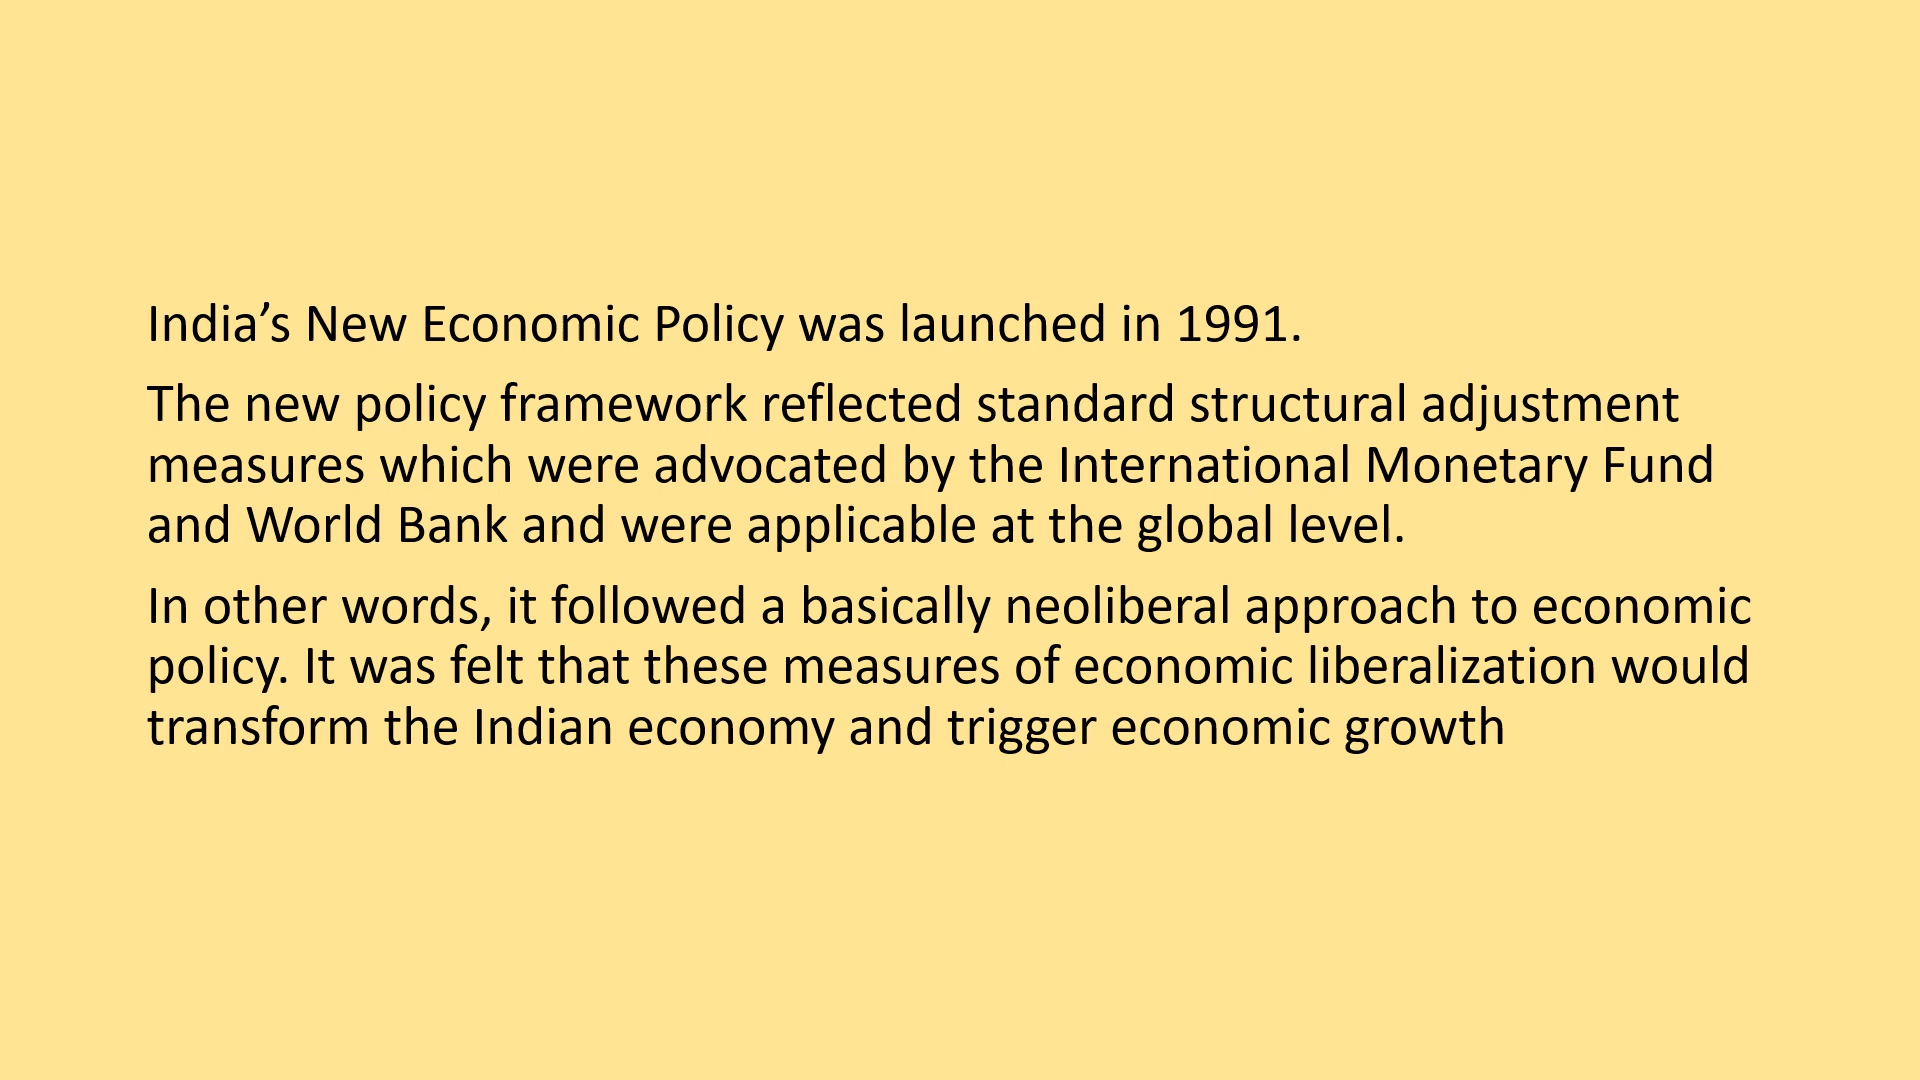 India’s New Economic Policy was launched in 1991.
The new policy framework reflected standard structural adjustment
measures which were advocated by the International Monetary Fund
and World Bank and were applicable at the global level.
In other words, it followed a basically neoliberal approach to economic
policy. It was felt that these measures of economic liberalization would
transform the Indian economy and trigger economic growth